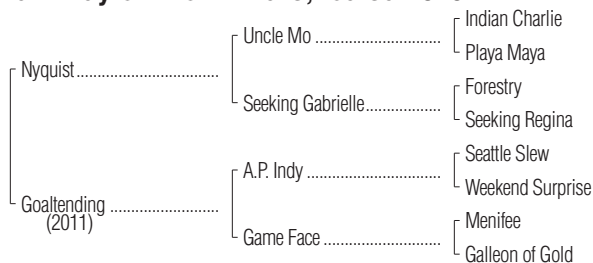 Indian Charlie
Uncle Mo
Playa Maya
Nyquist
Forestry
Seeking Gabrielle
Seeking Regina
Seattle Slew
A.P. Indy
Weekend Surprise
Goaltending
(2011)
Menifee
Game Face
Galleon of Gold